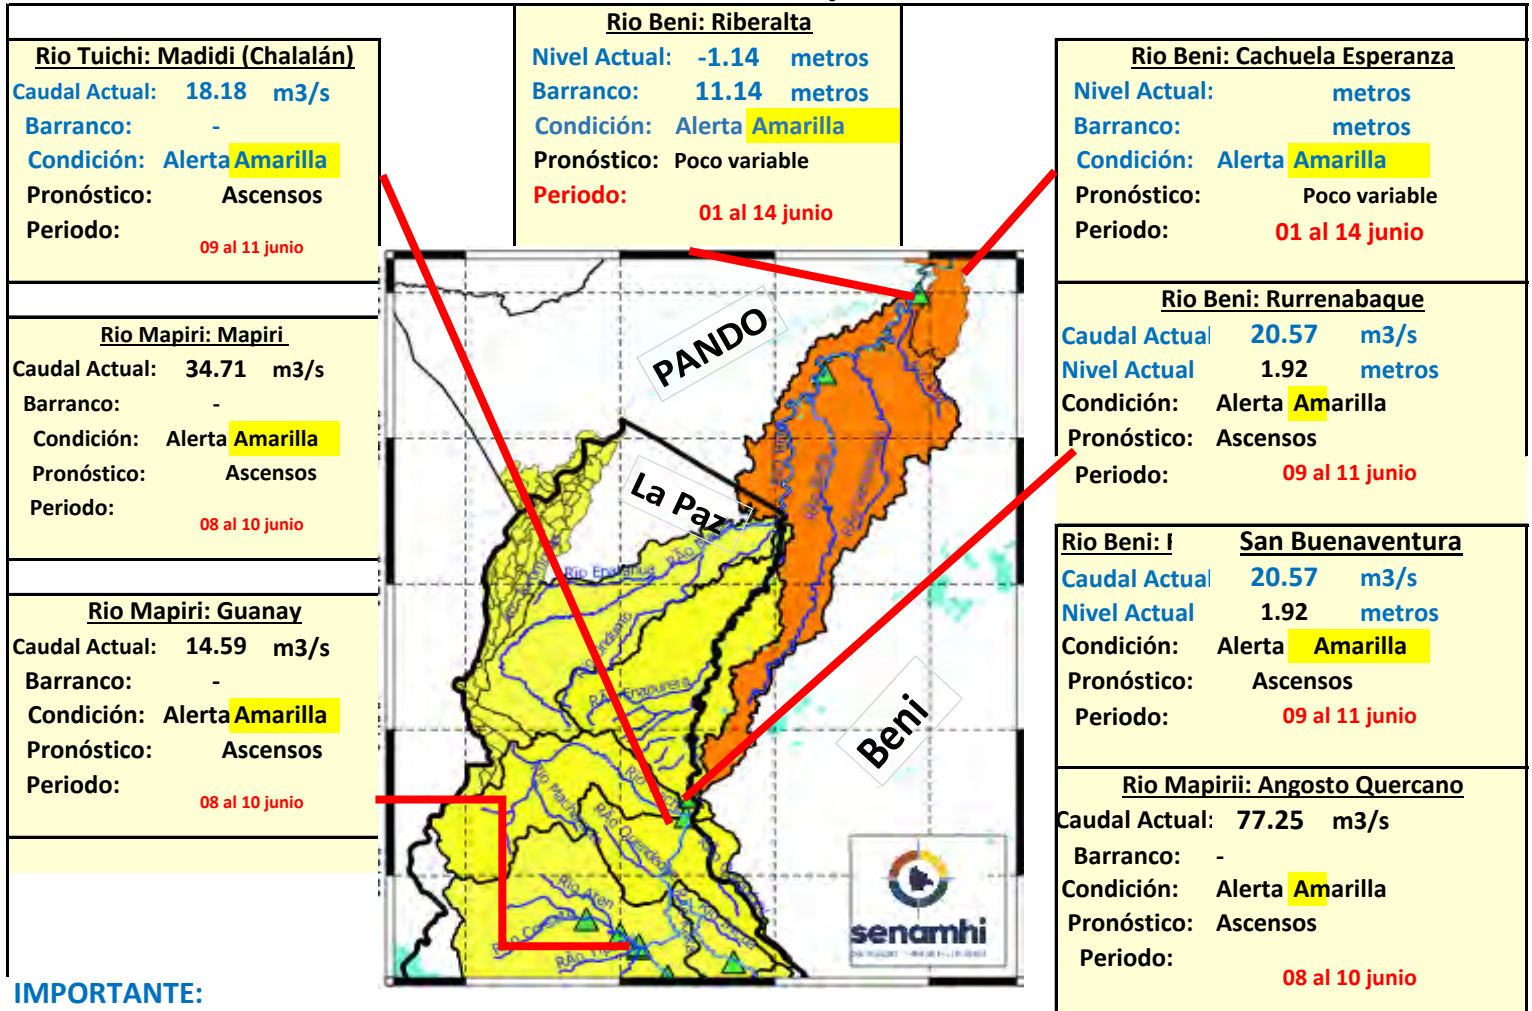 Rio Beni: Riberalta
Nivel Actual: -1.14 metros
Barranco: 11.14 metros
Condición: Alerta Amarilla
Pronóstico: Poco variable
Periodo:
01 al 14 junio
Rio Tuichi: Madidi (Chalalán)
Caudal Actual: 18.18 m3/s
Barranco: -
Condición: Alerta Amarilla
Pronóstico: Ascensos
Periodo:
09 al 11 junio
Rio Mapiri: Mapiri
Caudal Actual: 34.71 m3/s
Barranco: -
Condición: Alerta Amarilla
Pronóstico: Ascensos
Periodo:
08 al 10 junio
Rio Mapiri: Guanay
Caudal Actual: 14.59 m3/s
Barranco: -
Condición: Alerta Amarilla
Pronóstico: Ascensos
Periodo:
08 al 10 junio
Rio Beni: Cachuela Esperanza
Nivel Actual: metros
Barranco: metros
Condición: Alerta Amarilla
Pronóstico: Poco variable
Periodo: 01 al 14 junio
Rio Beni: Rurrenabaque
Caudal Actual 20.57 m3/s
Nivel Actual 1.92 metros
Condición: Alerta Amarilla
Pronóstico: Ascensos
Periodo: 09 al 11 junio
Rio Beni: San Buenaventura
Caudal Actual 20.57 m3/s
Nivel Actual 1.92 metros
Condición: Alerta Amarilla
Pronóstico: Ascensos
Periodo: 09 al 11 junio
Rio Mapirii: Angosto Quercano
Caudal Actual: 77.25 m3/s
Barranco: -
Condición: Alerta Amarilla
Pronóstico: Ascensos
Periodo:
08 al 10 junio
PANDO
La Paz
Beni
senamhi
IMPORTANTE: